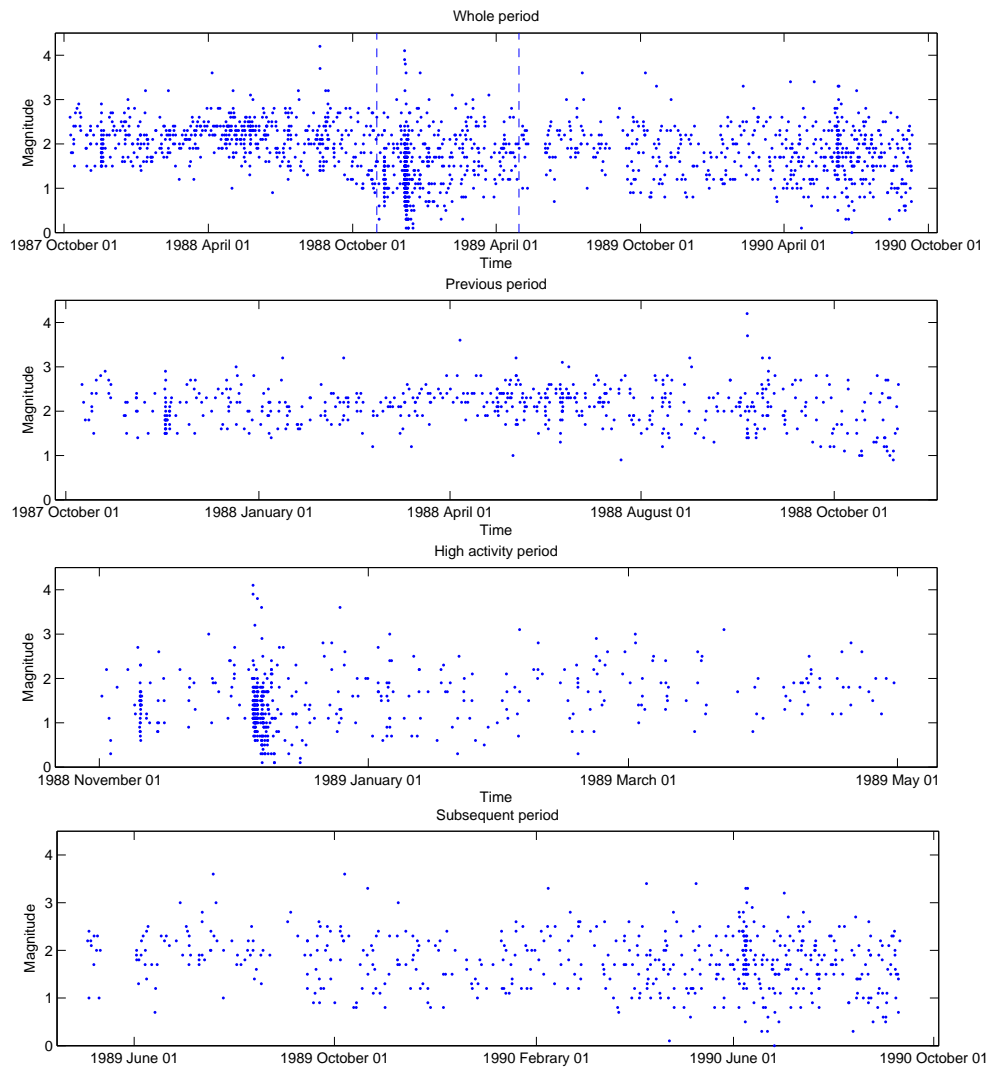 Whole period
4
3
2
1
0
Magnitude
1987 October 01
1988 April 01
1988 October 01
1989 April 01
1989 October 01
1990 April 01
1990 October 01
Time
Previous period
4
3
2
1
0
Magnitude
1987 October 01
1988 January 01
1988 April 01
1988 August 01
1988 October 01
Time
High activity period
4
3
2
1
0
Magnitude
1988 November 01
1989 January 01
1989 March 01
1989 May 01
Time
Subsequent period
4
3
2
1
0
Magnitude
1989 June 01
1989 October 01
1990 Febrary 01
1990 June 01
1990 October 01